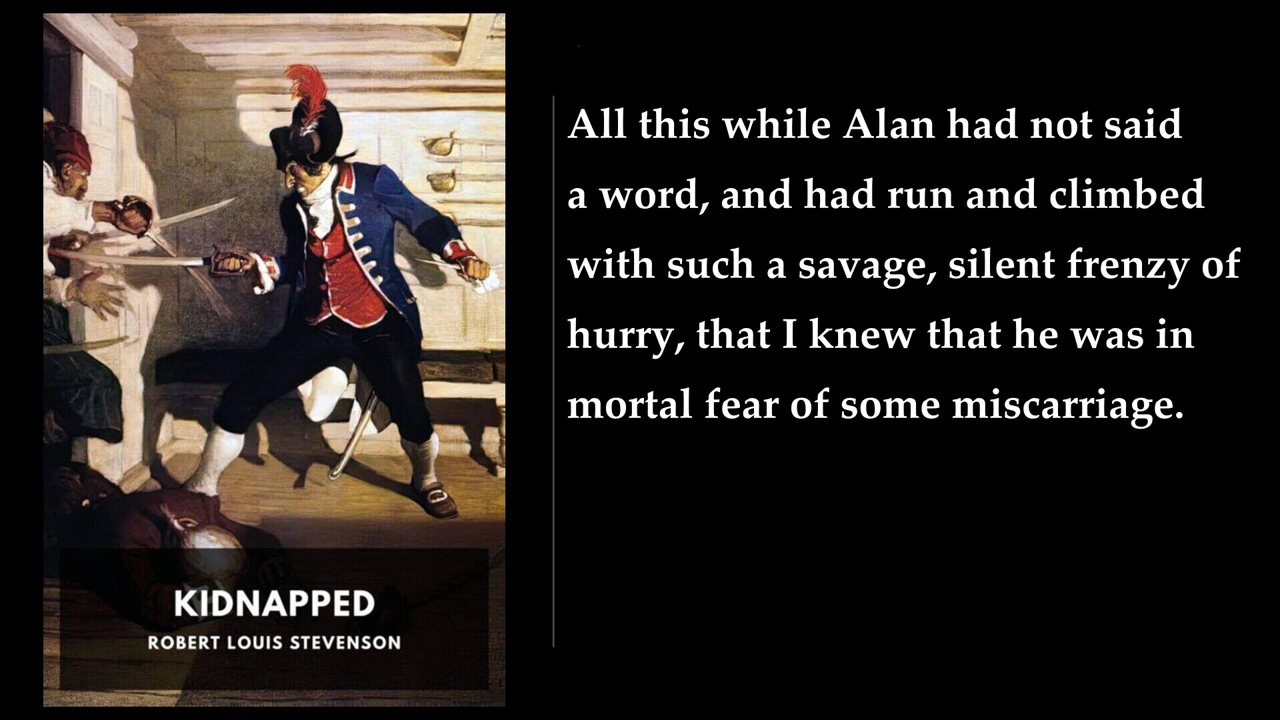 KIDNAPPED
ROBERT LOUIS STEVENSON
All this while Alan had not said
a word, and had run and climbed
with such a savage, silent frenzy of
hurry, that I knew that he was in
mortal fear of some miscarriage.